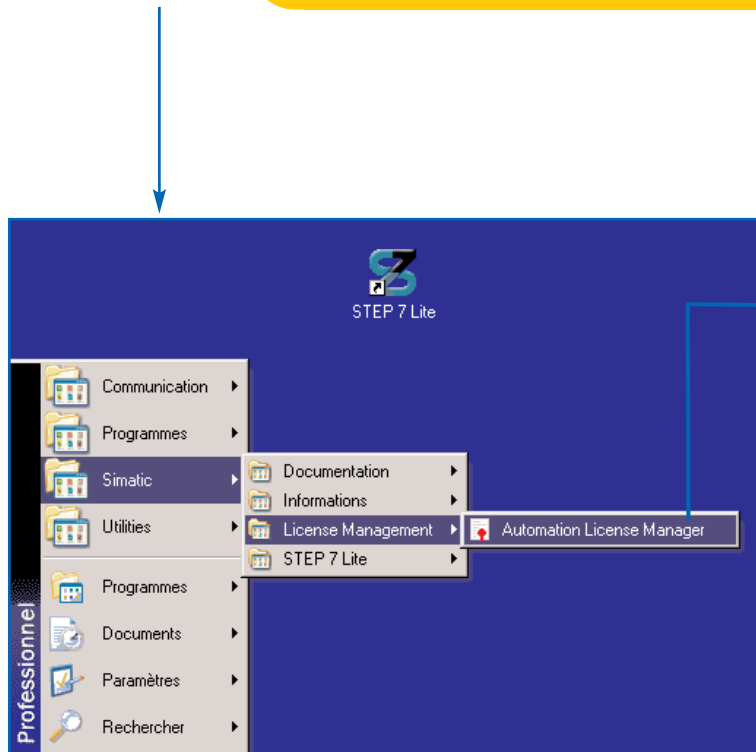 STEP 7 Lite
Communication
Programmes
Simatic
Utilities
Programmes
Documents
Paramètres
Rechercher
Professionnel
Documentation
Informations
License Management
STEP 7 Lite
Automation License Manager